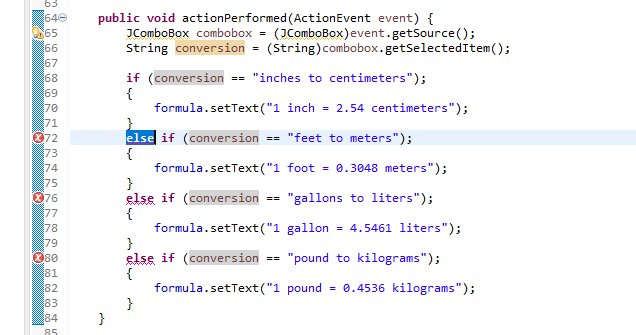 63
64 public void actionPerformed(ActionEvent event) {
65 JComboBox combobox = (JComboBox)event.getSource();
66 String conversion = (String)combobox.getSelectedItem();
67
68 if (conversion == "inches to centimeters");
69 {
70 formula.setText("1 inch = 2.54 centimeters");
71 }
72 else if (conversion == "feet to meters");
73 {
74 formula.setText("1 foot = 0.3048 meters");
75 }
76 else if (conversion == "gallons to liters");
77 {
78 formula.setText("1 gallon = 4.5461 liters");
79 }
80 else if (conversion == "pound to kilograms");
81 {
82 formula.setText("1 pound = 0.4536 kilograms");
83 }
84 }
85